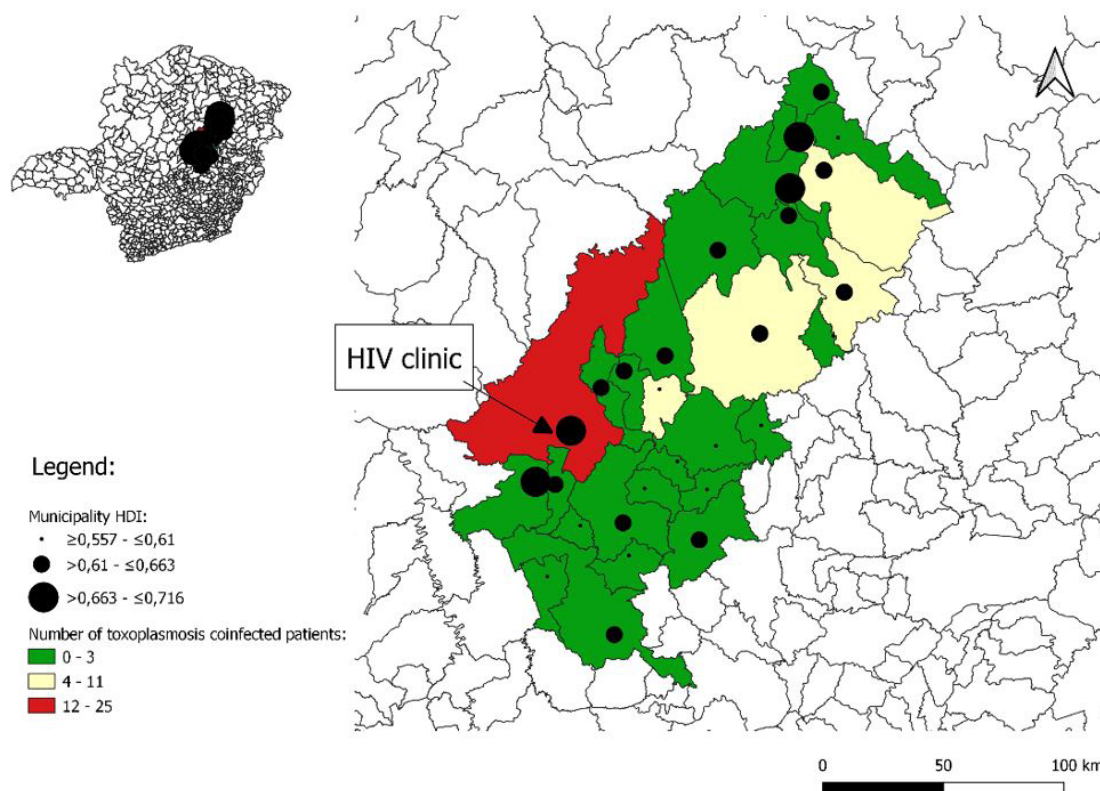 HIV clinic
Legend:
Municipality HDI:
≥0,557 - ≤0,61
>0,61 - ≤0,663
>0,663 - ≤0,716
Number of toxoplasmosis coinfected patients:
0 - 3
4 - 11
12 - 25
0 50 100 km